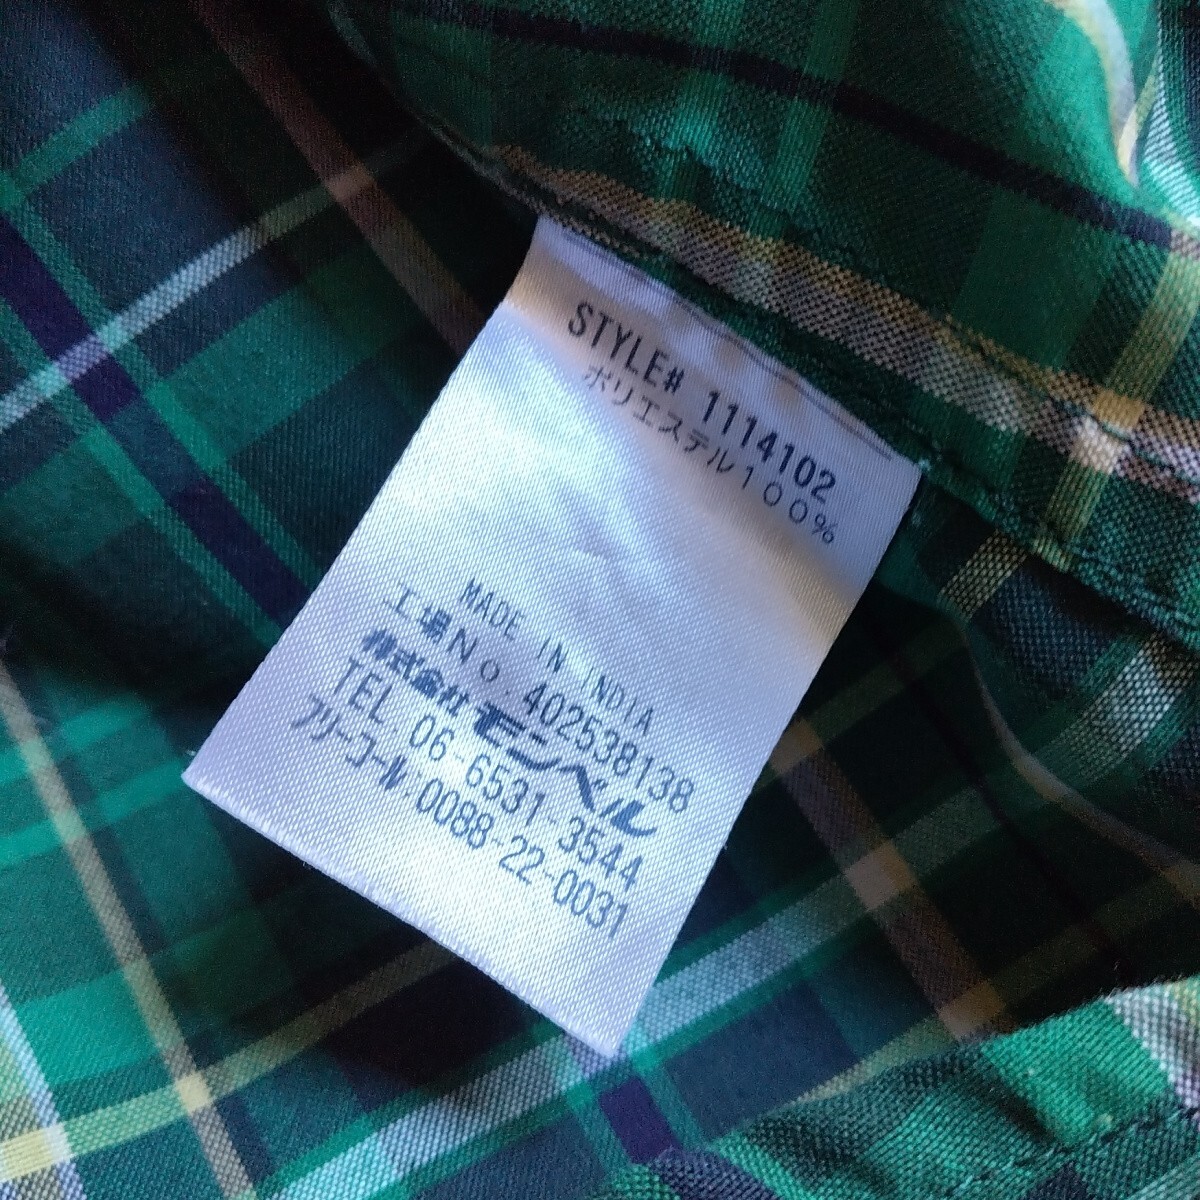 STYLE# 1114102
ポリエステル100%
MADE IN INDIA
工場No.402538138
株式会社モンベル
TEL 06-6531-3544
フリーコール.0088-22-0031